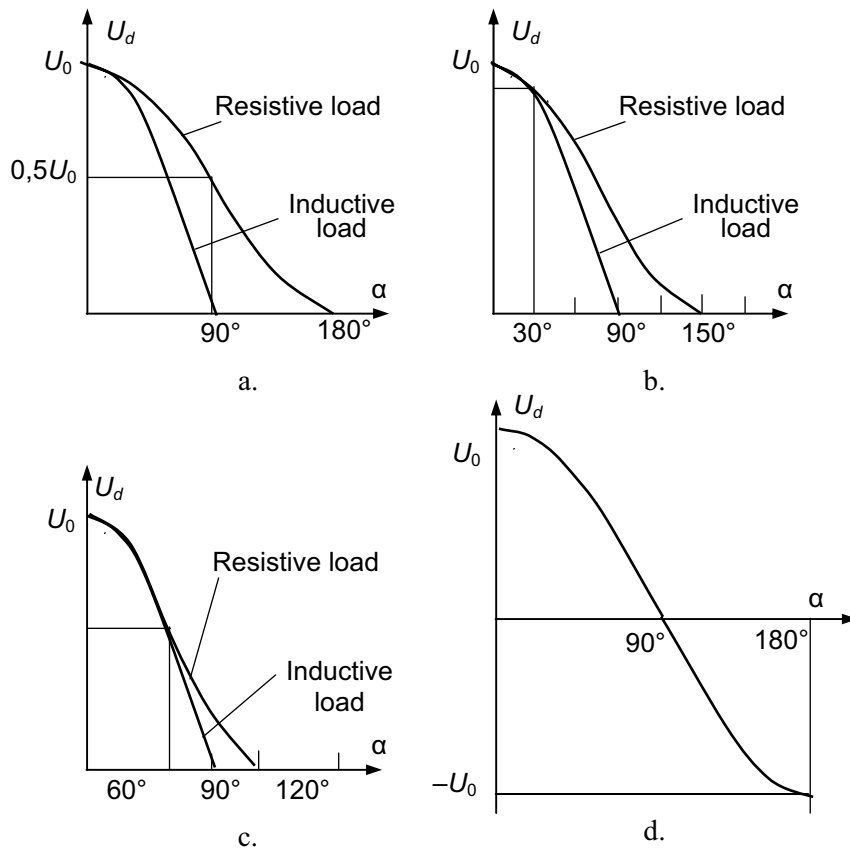 U_d
U_0
Resistive load
0,5U_0
Inductive
load
α
90°
180°
a.
U_d
U_0
Resistive load
Inductive
load
α
30°
90°
150°
b.
U_d
U_0
Resistive load
Inductive
load
α
60°
90°
120°
c.
U_d
U_0
α
90°
180°
–U_0
d.